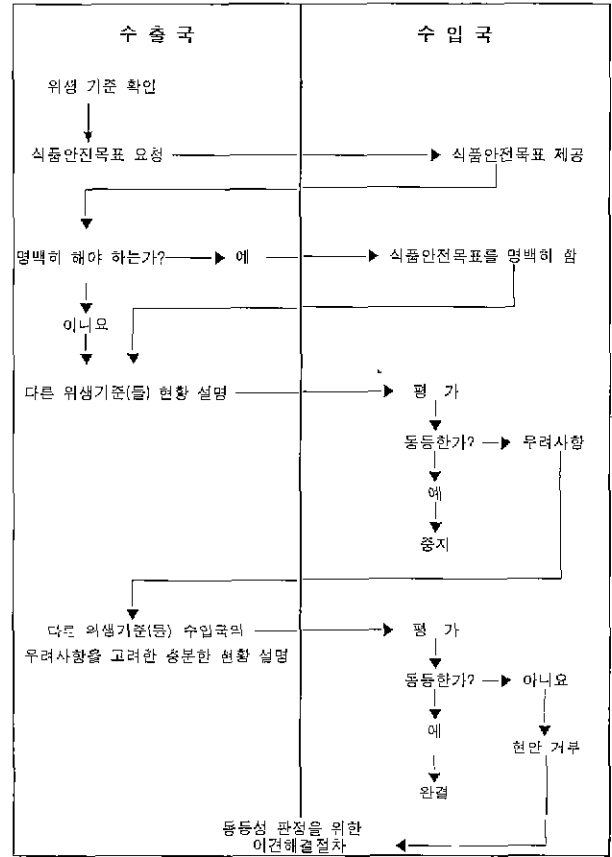 수 출 국
수 입 국
위생 기준 확인
식품안전목표 요청
식품안전목표 제공
명백히 해야 하는가?
예
식품안전목표를 명백히 함
아니요
다른 위생기준(들) 현황 설명
평 가
동등한가?
우려사항
예
중지
다른 위생기준(들) 수입국의
우려사항을 고려한 충분한 현황 설명
평 가
동등한가?
아니요
예
현안 거부
완결
동등성 판정을 위한
이견해결절차